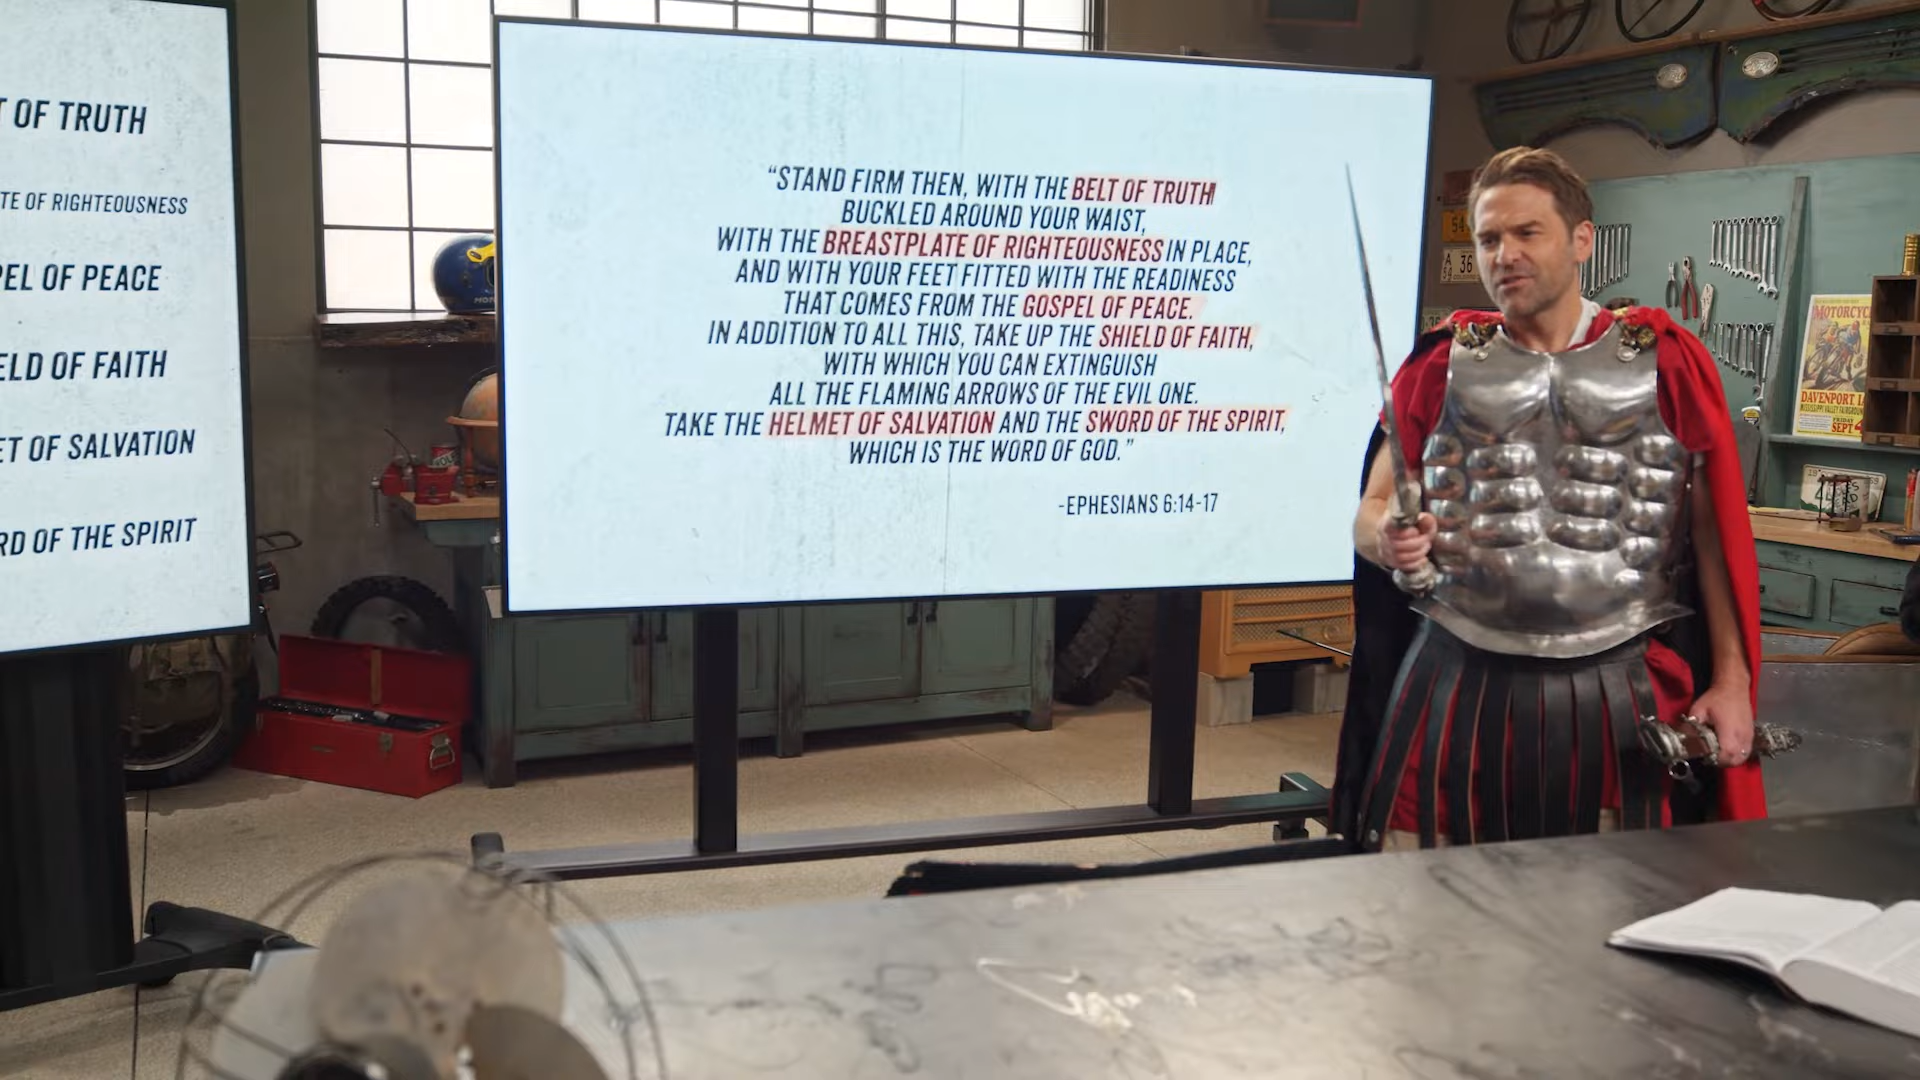 T OF TRUTH
TE OF RIGHTEOUSNESS
PEL OF PEACE
ELD OF FAITH
ET OF SALVATION
RD OF THE SPIRIT
“STAND FIRM THEN, WITH THE BELT OF TRUTH
BUCKLED AROUND YOUR WAIST,
WITH THE BREASTPLATE OF RIGHTEOUSNESS IN PLACE,
AND WITH YOUR FEET FITTED WITH THE READINESS
THAT COMES FROM THE GOSPEL OF PEACE.
IN ADDITION TO ALL THIS, TAKE UP THE SHIELD OF FAITH,
WITH WHICH YOU CAN EXTINGUISH
ALL THE FLAMING ARROWS OF THE EVIL ONE.
TAKE THE HELMET OF SALVATION AND THE SWORD OF THE SPIRIT,
WHICH IS THE WORD OF GOD.”
-EPHESIANS 6:14-17
36
MOTORCYC
DAVENPORT, IA
SEPT